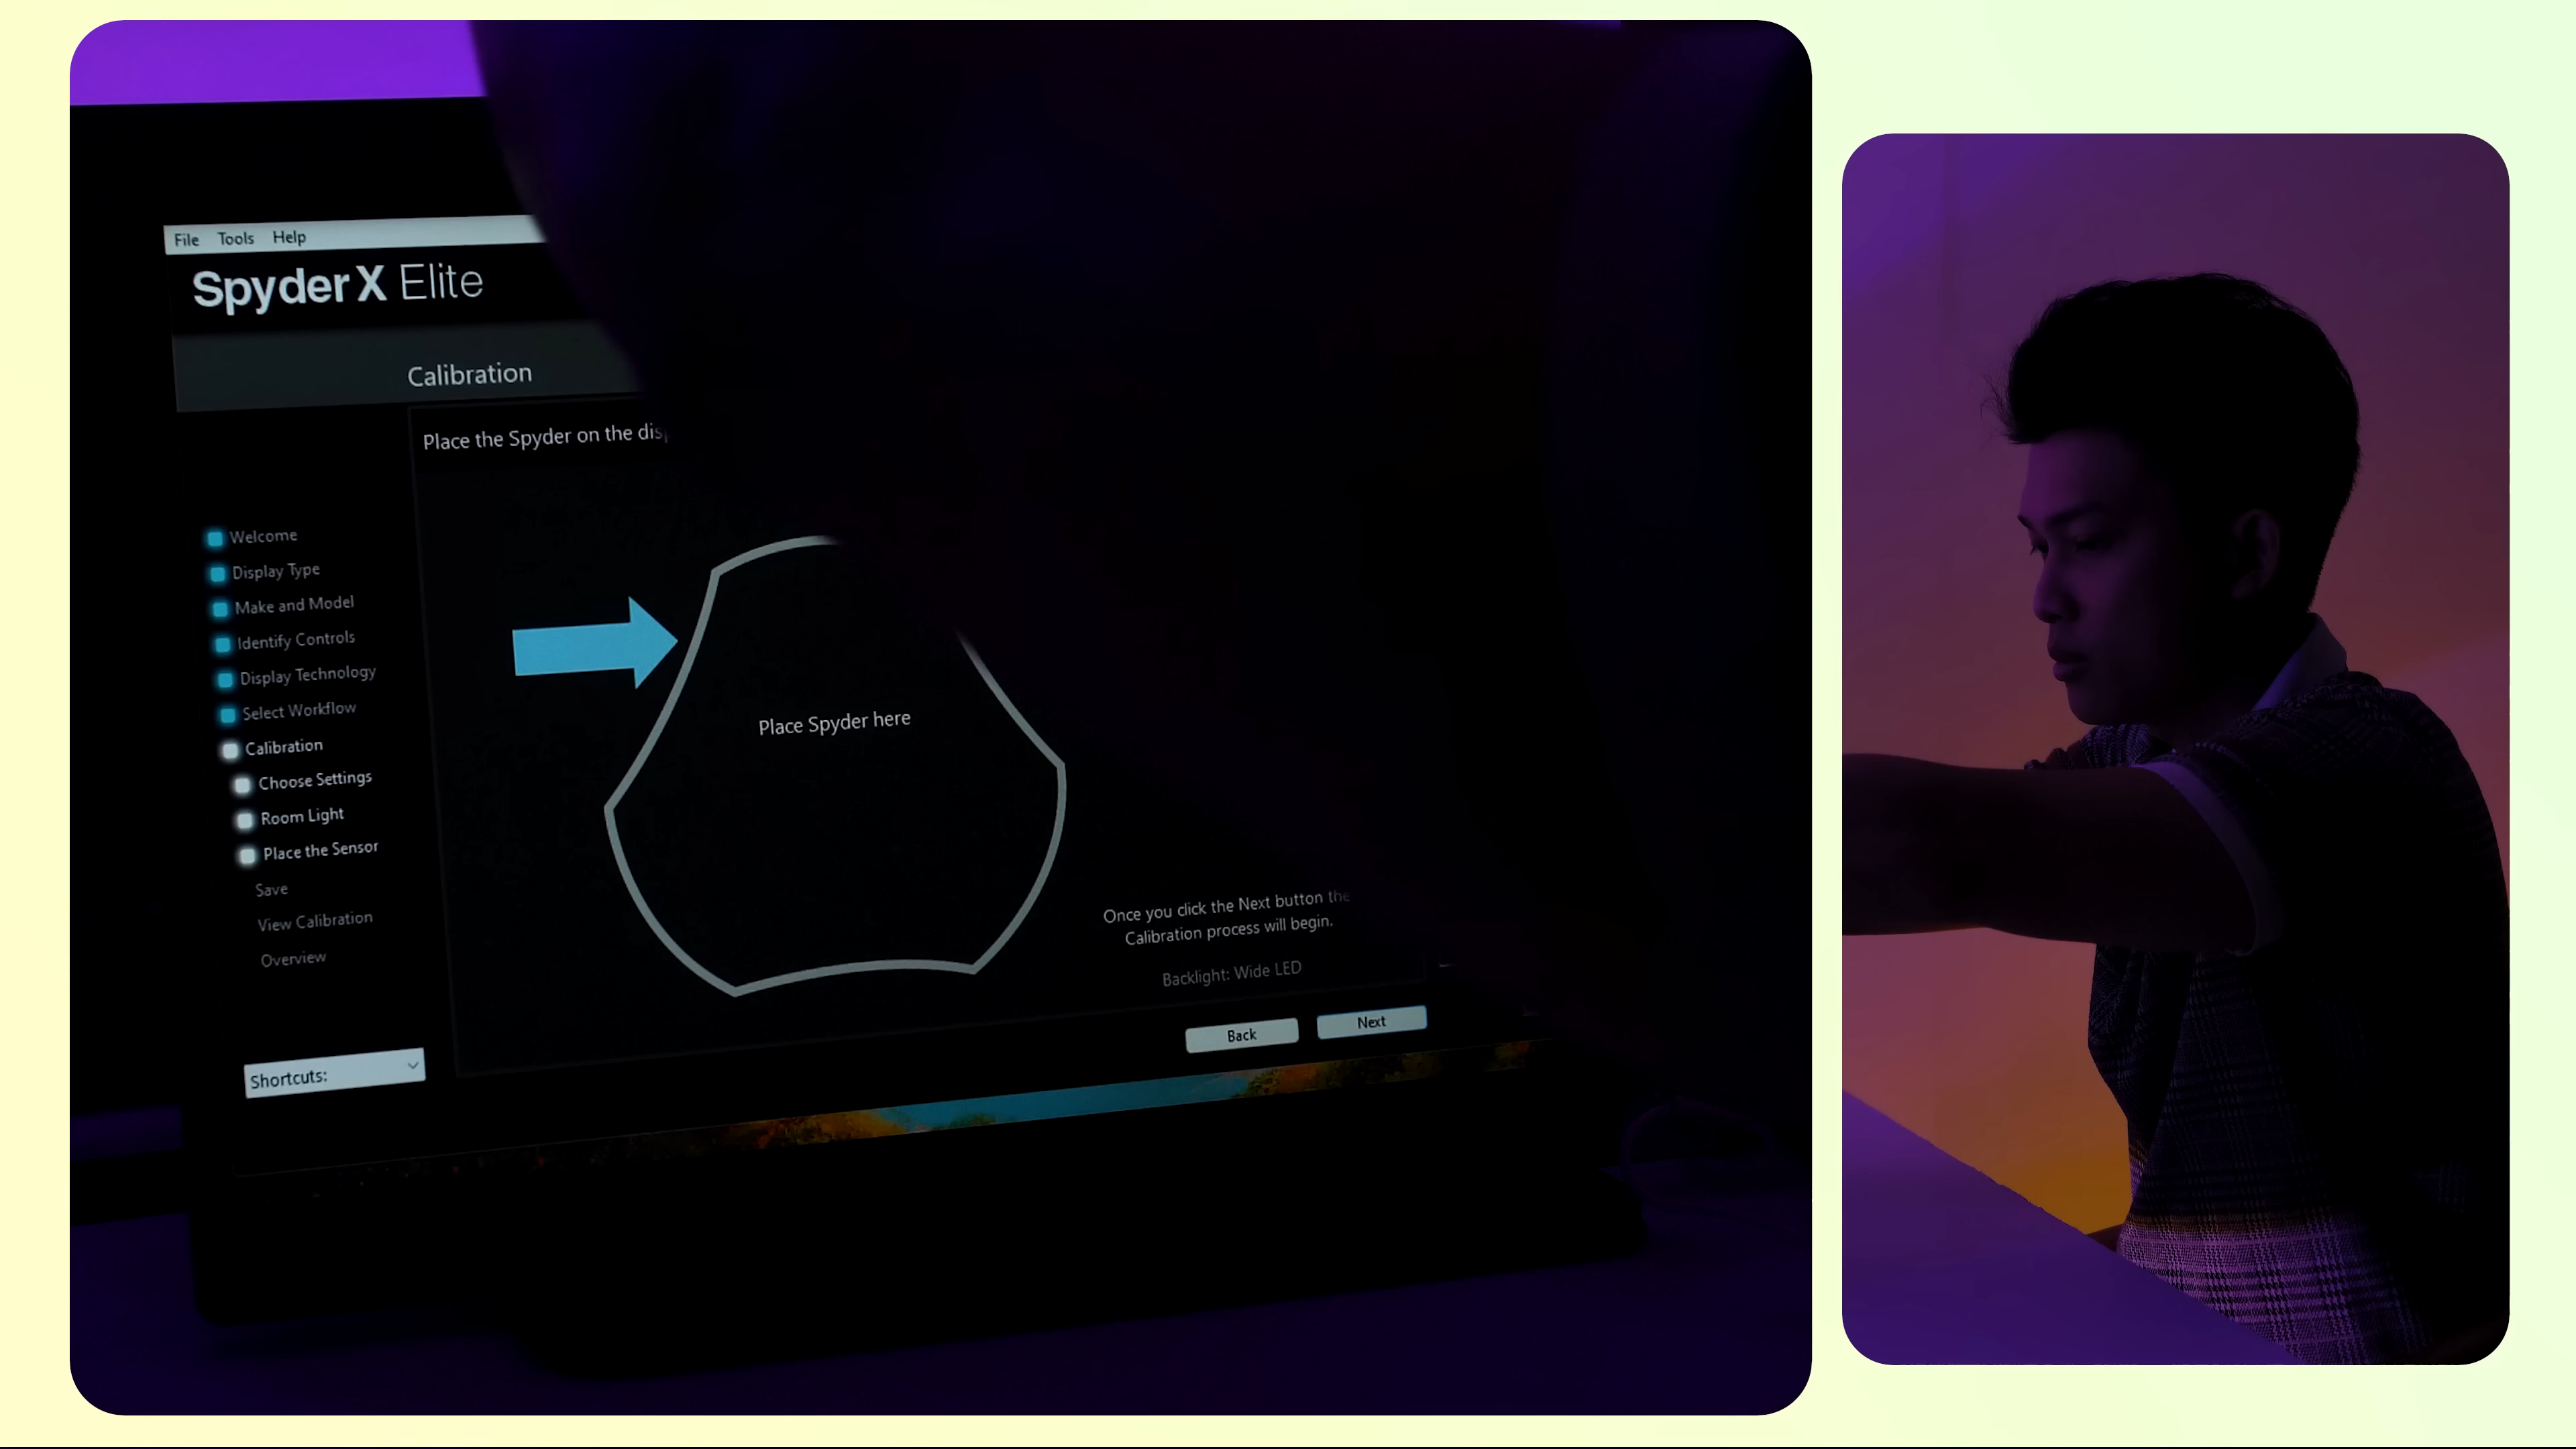 File Tools Help
SpyderX Elite
Calibration
Place the Spyder on the
Welcome
Display Type
Make and Model
Identify Controls
Display Technology
Select Workflow
Calibration
Choose Settings
Room Light
Place the Sensor
Save
View Calibration
Overview
Shortcuts:
Place Spyder here
Once you click the Next button the
Calibration process will begin.
Backlight: Wide LED
Back Next